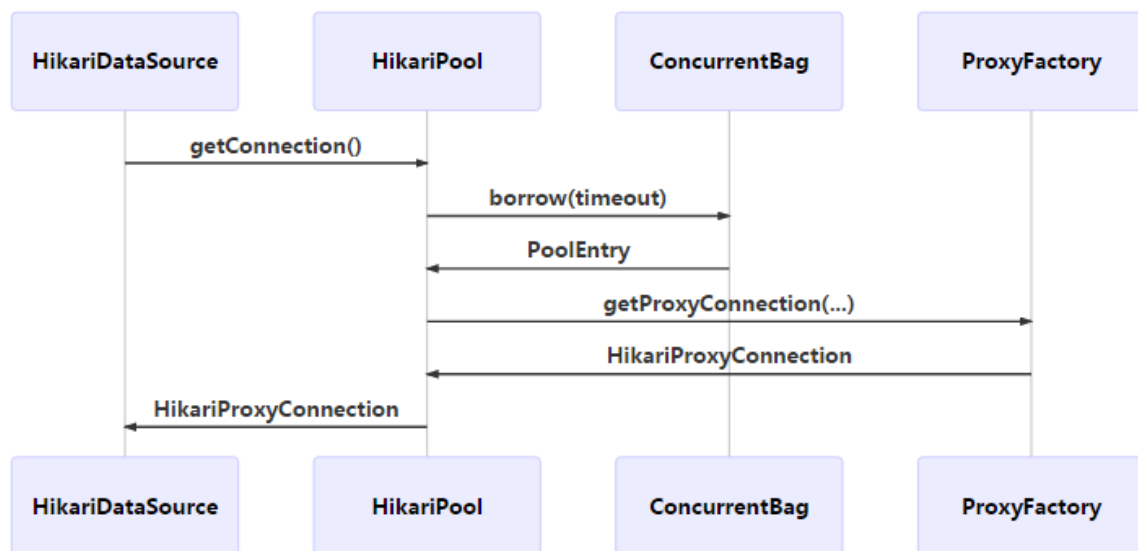 HikariDataSource
HikariPool
ConcurrentBag
ProxyFactory
getConnection()
borrow(timeout)
PoolEntry
getProxyConnection(...)
HikariProxyConnection
HikariProxyConnection
HikariDataSource
HikariPool
ConcurrentBag
ProxyFactory